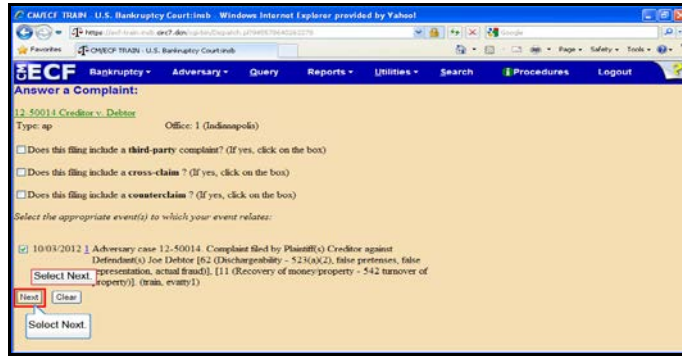 CM/ECF TRAIN - U.S. Bankruptcy Court:insb - Windows Internet Explorer provided by Yahoo!
Google
Favorites CM/ECF TRAIN - U.S. Bankruptcy Court:insb
Page Safety Tools
ECF Bankruptcy Adversary Query Reports Utilities Search Procedures Logout
Answer a Complaint:
12-50014 Creditor v. Debtor
Type: ap Office: 1 (Indianapolis)
Does this filing include a third-party complaint? (If yes, click on the box)
Does this filing include a cross-claim ? (If yes, click on the box)
Does this filing include a counterclaim ? (If yes, click on the box)
Select the appropriate event(s) to which your event relates:
10/03/2012 1 Adversary case 12-50014. Complaint filed by Plaintiff(s) Creditor against
Defendant(s) Joe Debtor [62 (Dischargeability - 523(a)(2), false pretenses, false
representation, actual fraud)], [11 (Recovery of money/property - 542 turnover of
property)]. (train, evatty1)
Select Next.
Next Clear
Select Next.